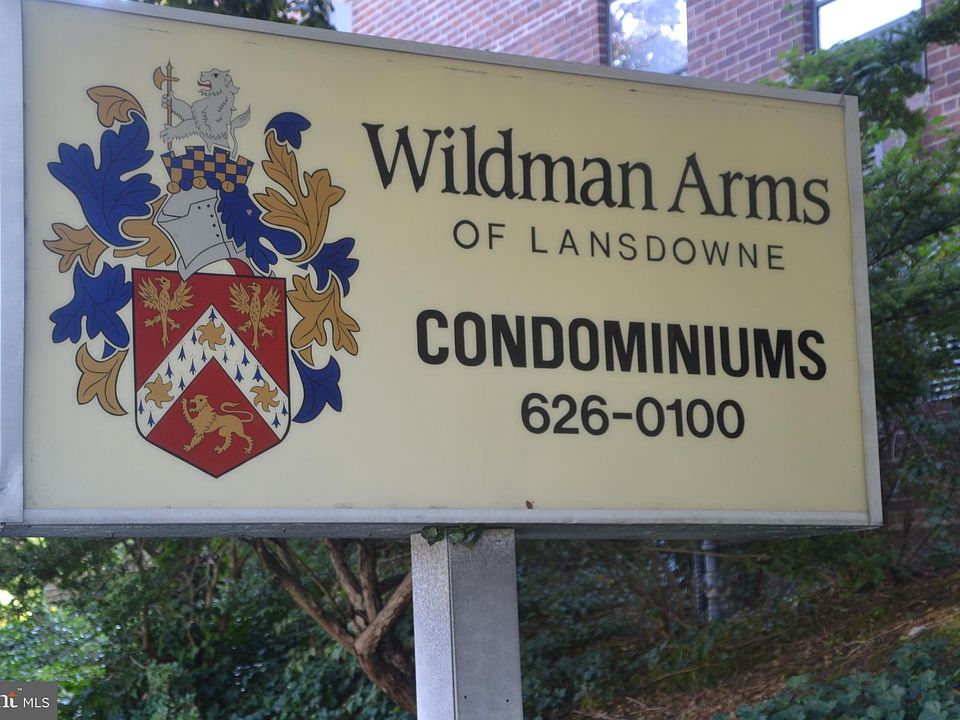 Wildman Arms
OF LANSDOWNE
CONDOMINIUMS
626-0100
MLS